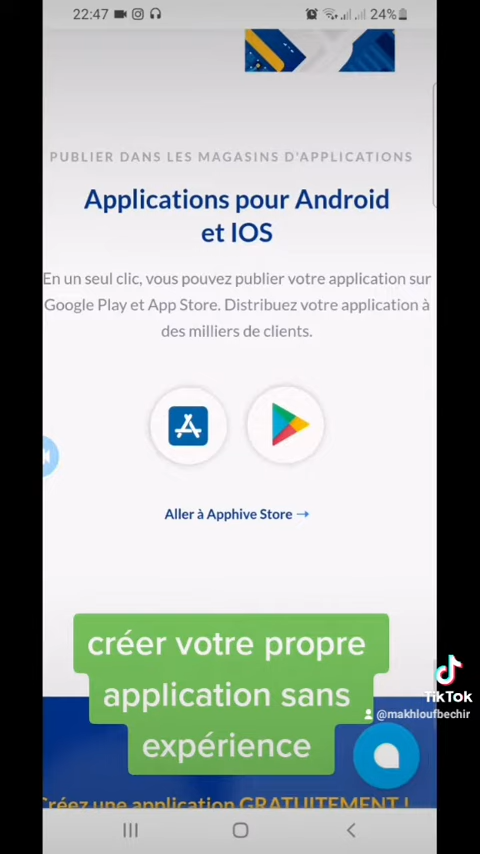 22:47
24%
PUBLIER DANS LES MAGASINS D'APPLICATIONS
Applications pour Android
et IOS
En un seul clic, vous pouvez publier votre application sur
Google Play et App Store. Distribuez votre application à
des milliers de clients.
Aller à Apphive Store →
créer votre propre
application sans
expérience
TikTok
@makhloufbechir
Créez une application GRATUITEMENT !